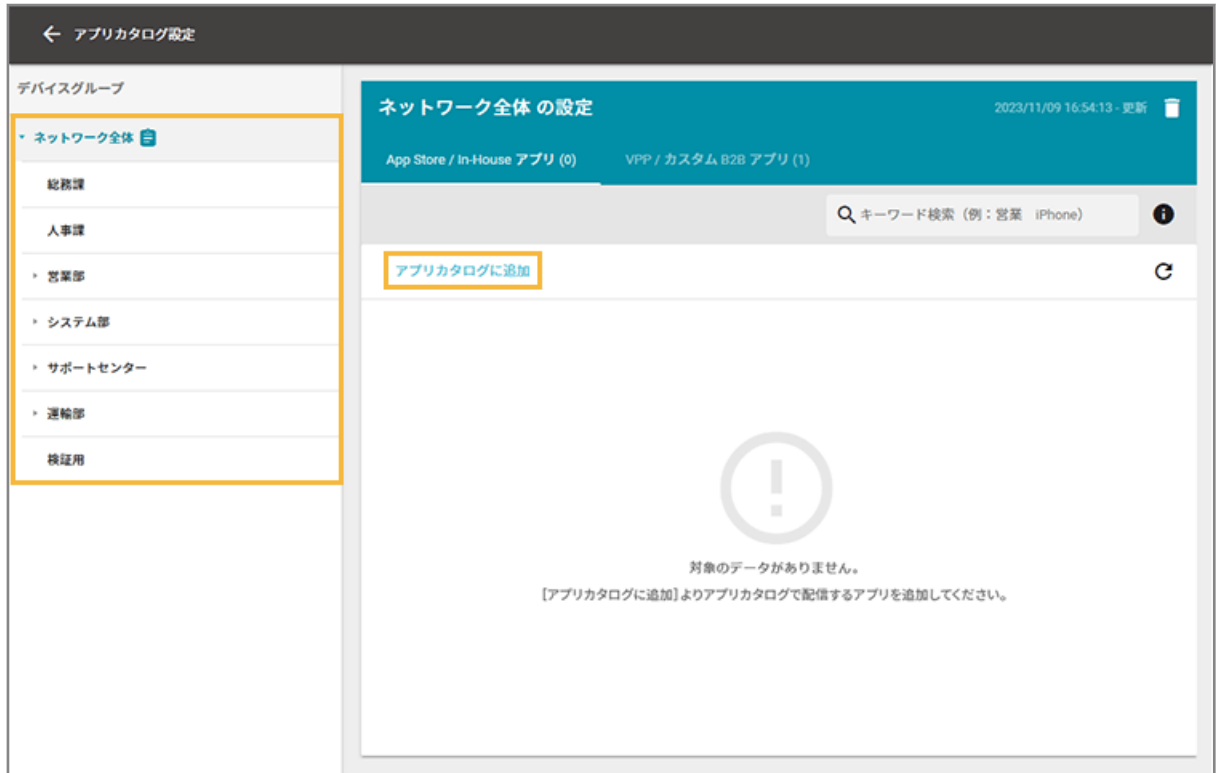 アプリカタログ設定
デバイスグループ
ネットワーク全体
総務課
人事課
営業部
システム部
サポートセンター
運輸部
検証用
ネットワーク全体 の設定
2023/11/09 16:54:13 - 更新
App Store / In-House アプリ (0) VPP / カスタム B2B アプリ (1)
キーワード検索（例：営業 iPhone）
アプリカタログに追加
対象のデータがありません。
［アプリカタログに追加］よりアプリカタログで配信するアプリを追加してください。